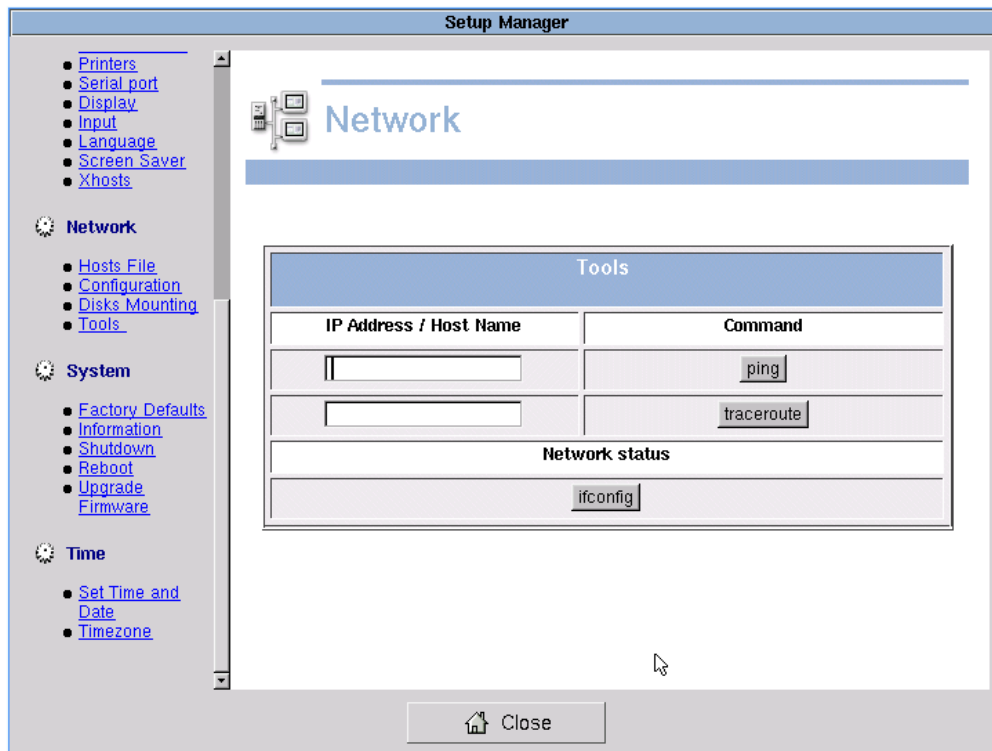 Setup Manager
Printers
Serial port
Display
Input
Language
Screen Saver
Xhosts
Network
Hosts File
Configuration
Disks Mounting
Tools
System
Factory Defaults
Information
Shutdown
Reboot
Upgrade
Firmware
Time
Set Time and
Date
Timezone
Network
Tools
IP Address / Host Name Command
ping
traceroute
Network status
ifconfig
Close